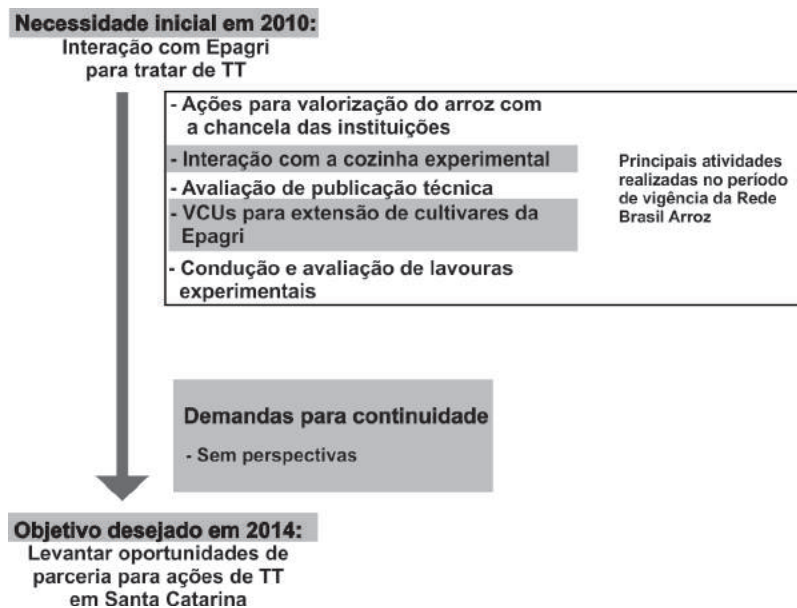 Necessidade inicial em 2010:
Interação com Epagri
para tratar de TT
- Ações para valorização do arroz com
a chancela das instituições
- Interação com a cozinha experimental
- Avaliação de publicação técnica
- VCUs para extensão de cultivares da
Epagri
- Condução e avaliação de lavouras
experimentais
Principais atividades
realizadas no período
de vigência da Rede
Brasil Arroz
Demandas para continuidade
- Sem perspectivas
Objetivo desejado em 2014:
Levantar oportunidades de
parceria para ações de TT
em Santa Catarina